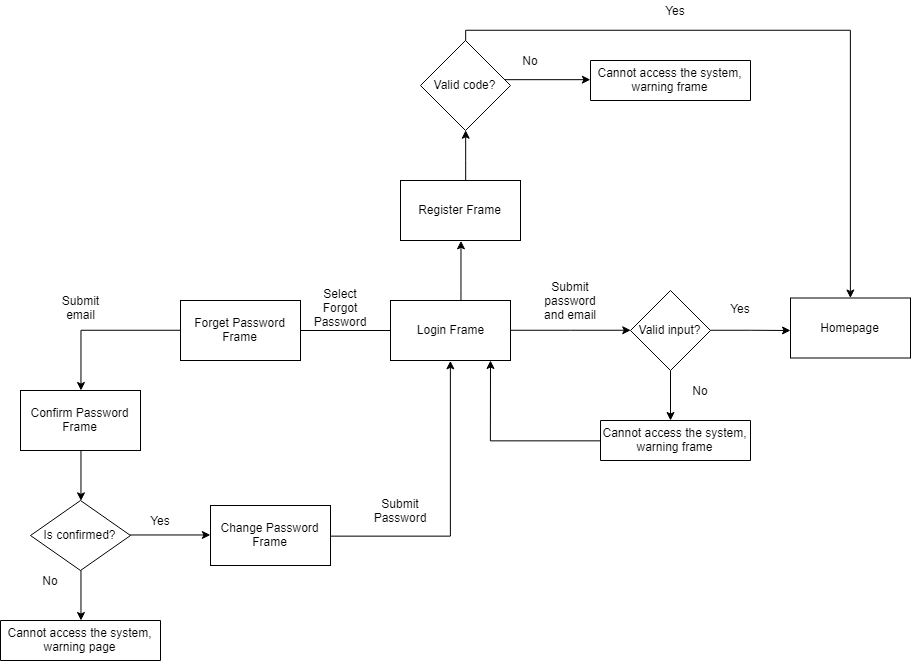 Yes
Valid code?
No
Cannot access the system,
warning frame
Register Frame
Submit
email
Forget Password
Frame
Select
Forgot
Password
Login Frame
Submit
password
and email
Valid input?
Yes
Homepage
No
Cannot access the system,
warning frame
Confirm Password
Frame
Is confirmed?
Yes
Change Password
Frame
Submit
Password
No
Cannot access the system,
warning page